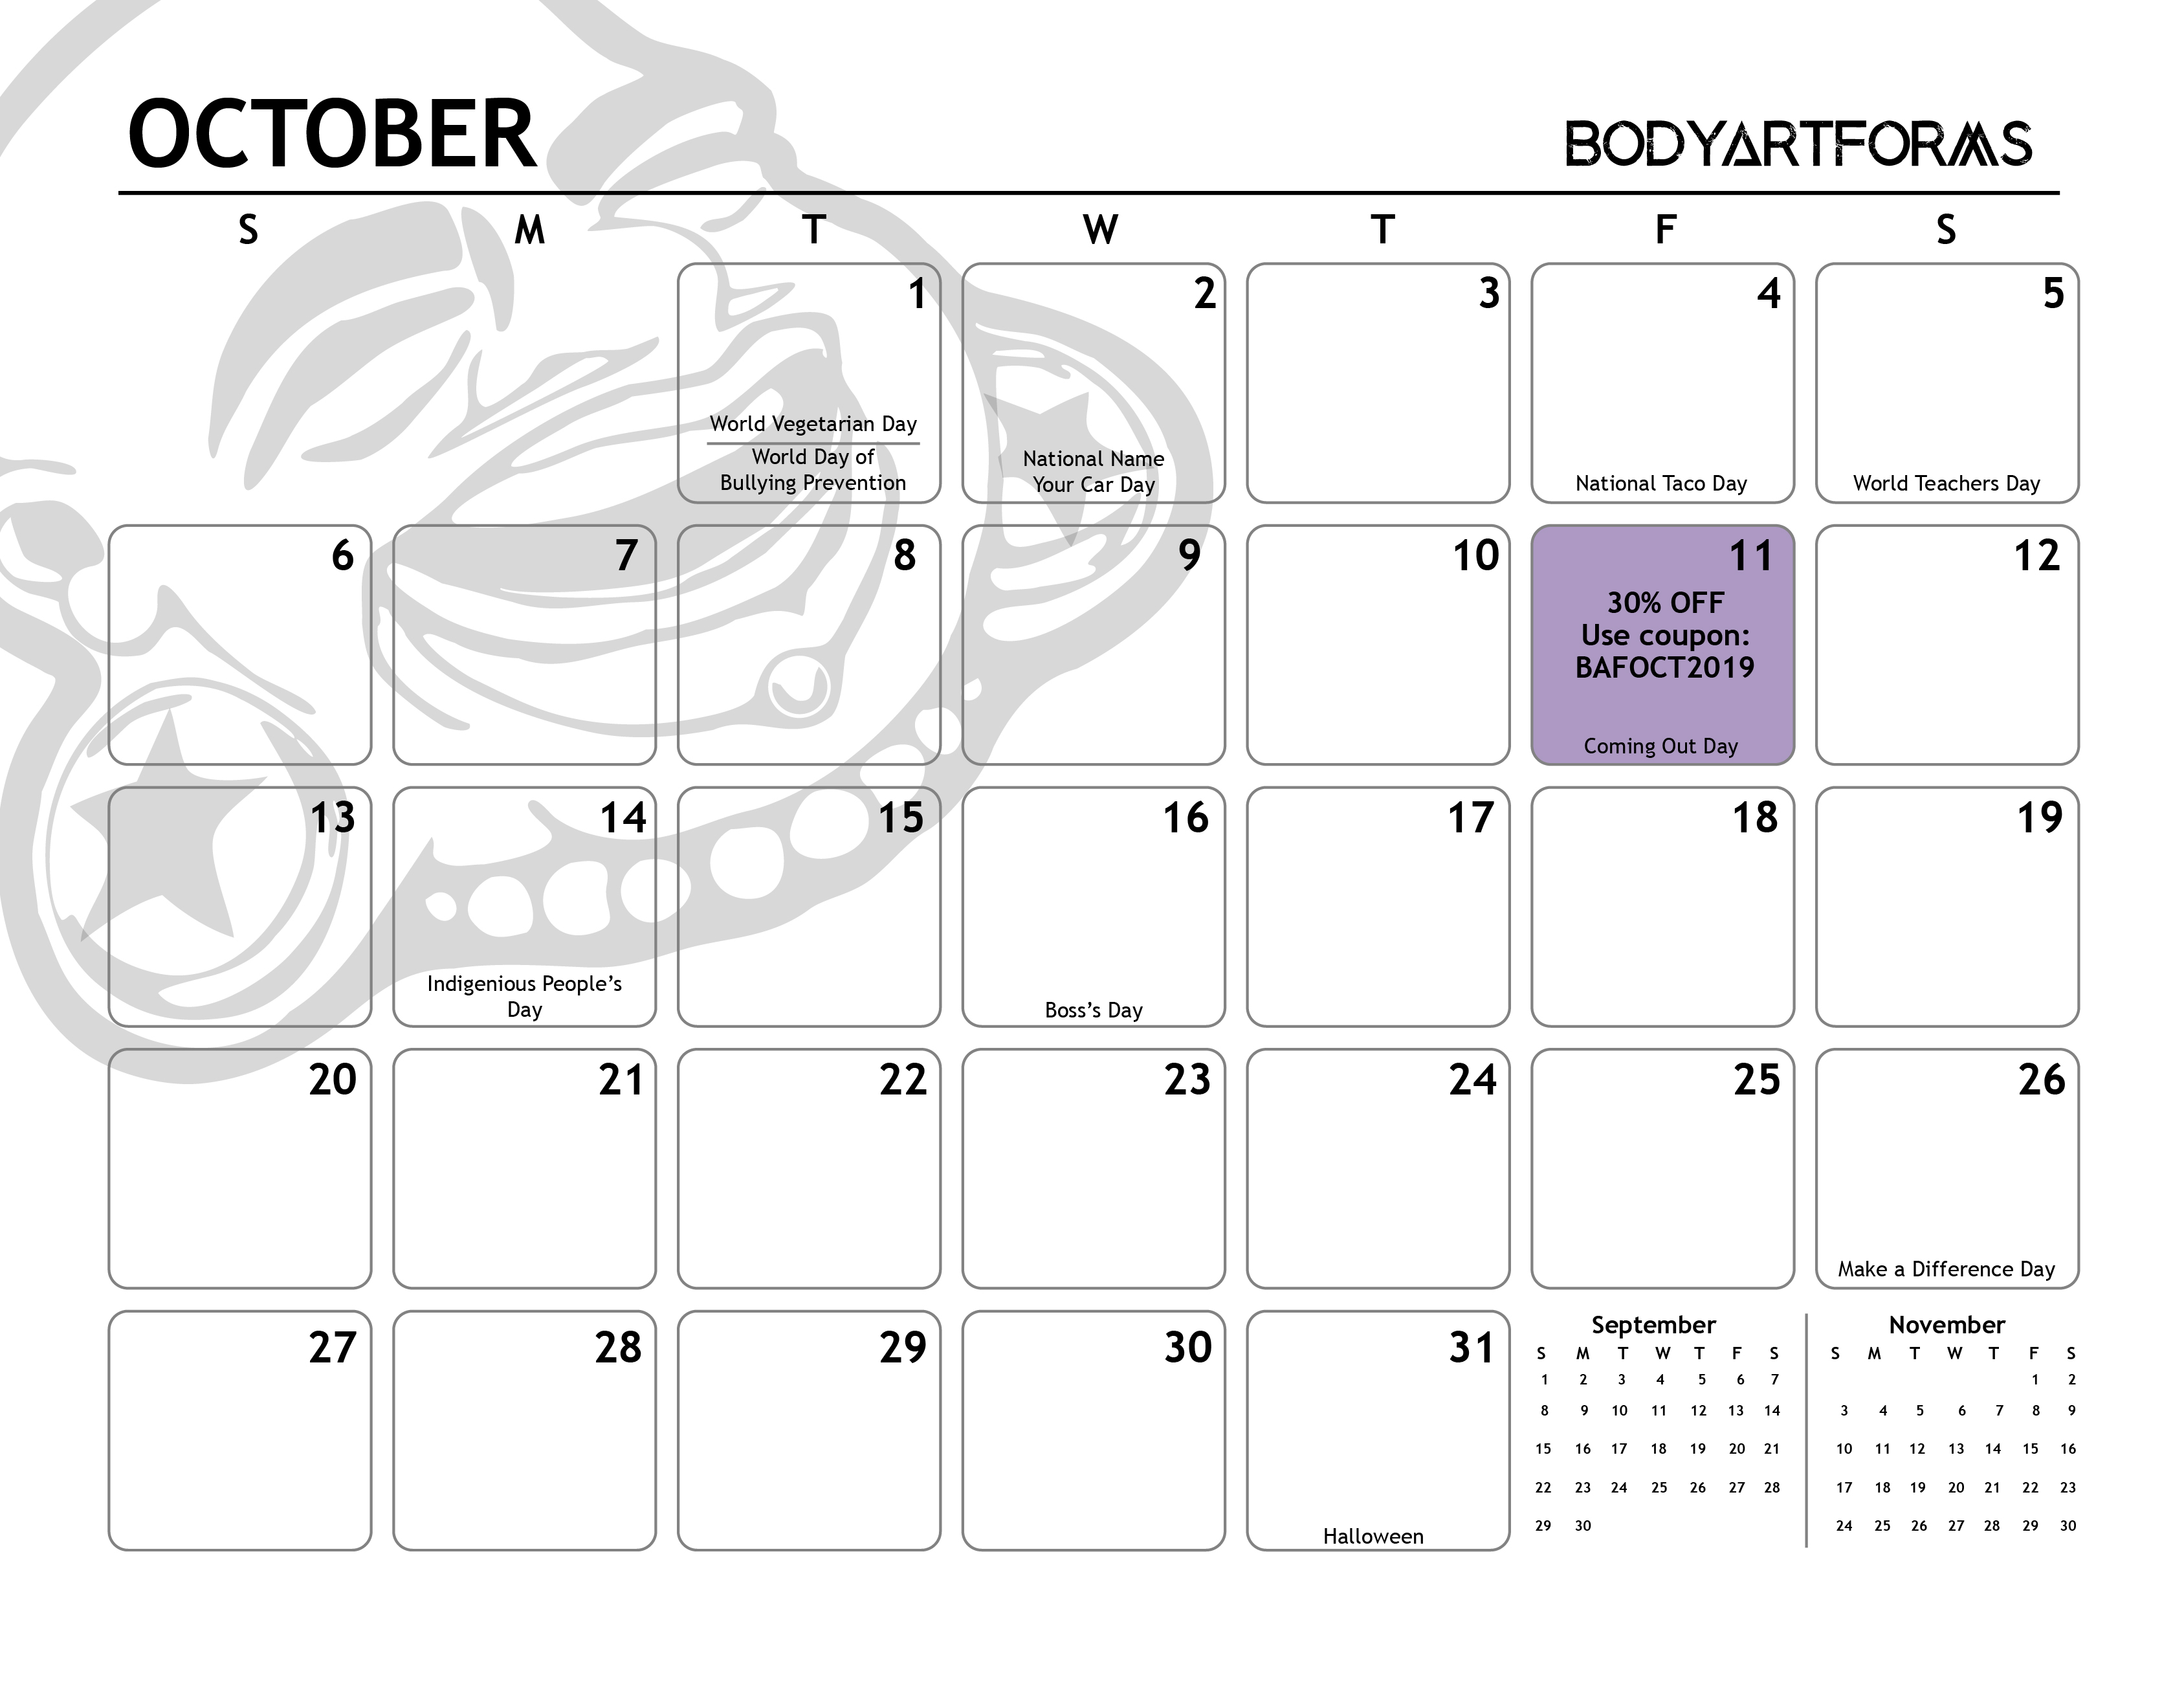 OCTOBER
BODYARTFORMS
S M T W T F S
1 2 3 4 5
World Vegetarian Day
World Day of
Bullying Prevention
National Name
Your Car Day
National Taco Day
World Teachers Day
6 7 8 9 10 11 12
30% OFF
Use coupon:
BAFOCT2019
Coming Out Day
13 14 15 16 17 18 19
Indigenious People’s
Day
Boss’s Day
20 21 22 23 24 25 26
Make a Difference Day
27 28 29 30 31
Halloween
September
S M T W T F S
1 2 3 4 5 6 7
8 9 10 11 12 13 14
15 16 17 18 19 20 21
22 23 24 25 26 27 28
29 30
November
S M T W T F S
1 2
3 4 5 6 7 8 9
10 11 12 13 14 15 16
17 18 19 20 21 22 23
24 25 26 27 28 29 30